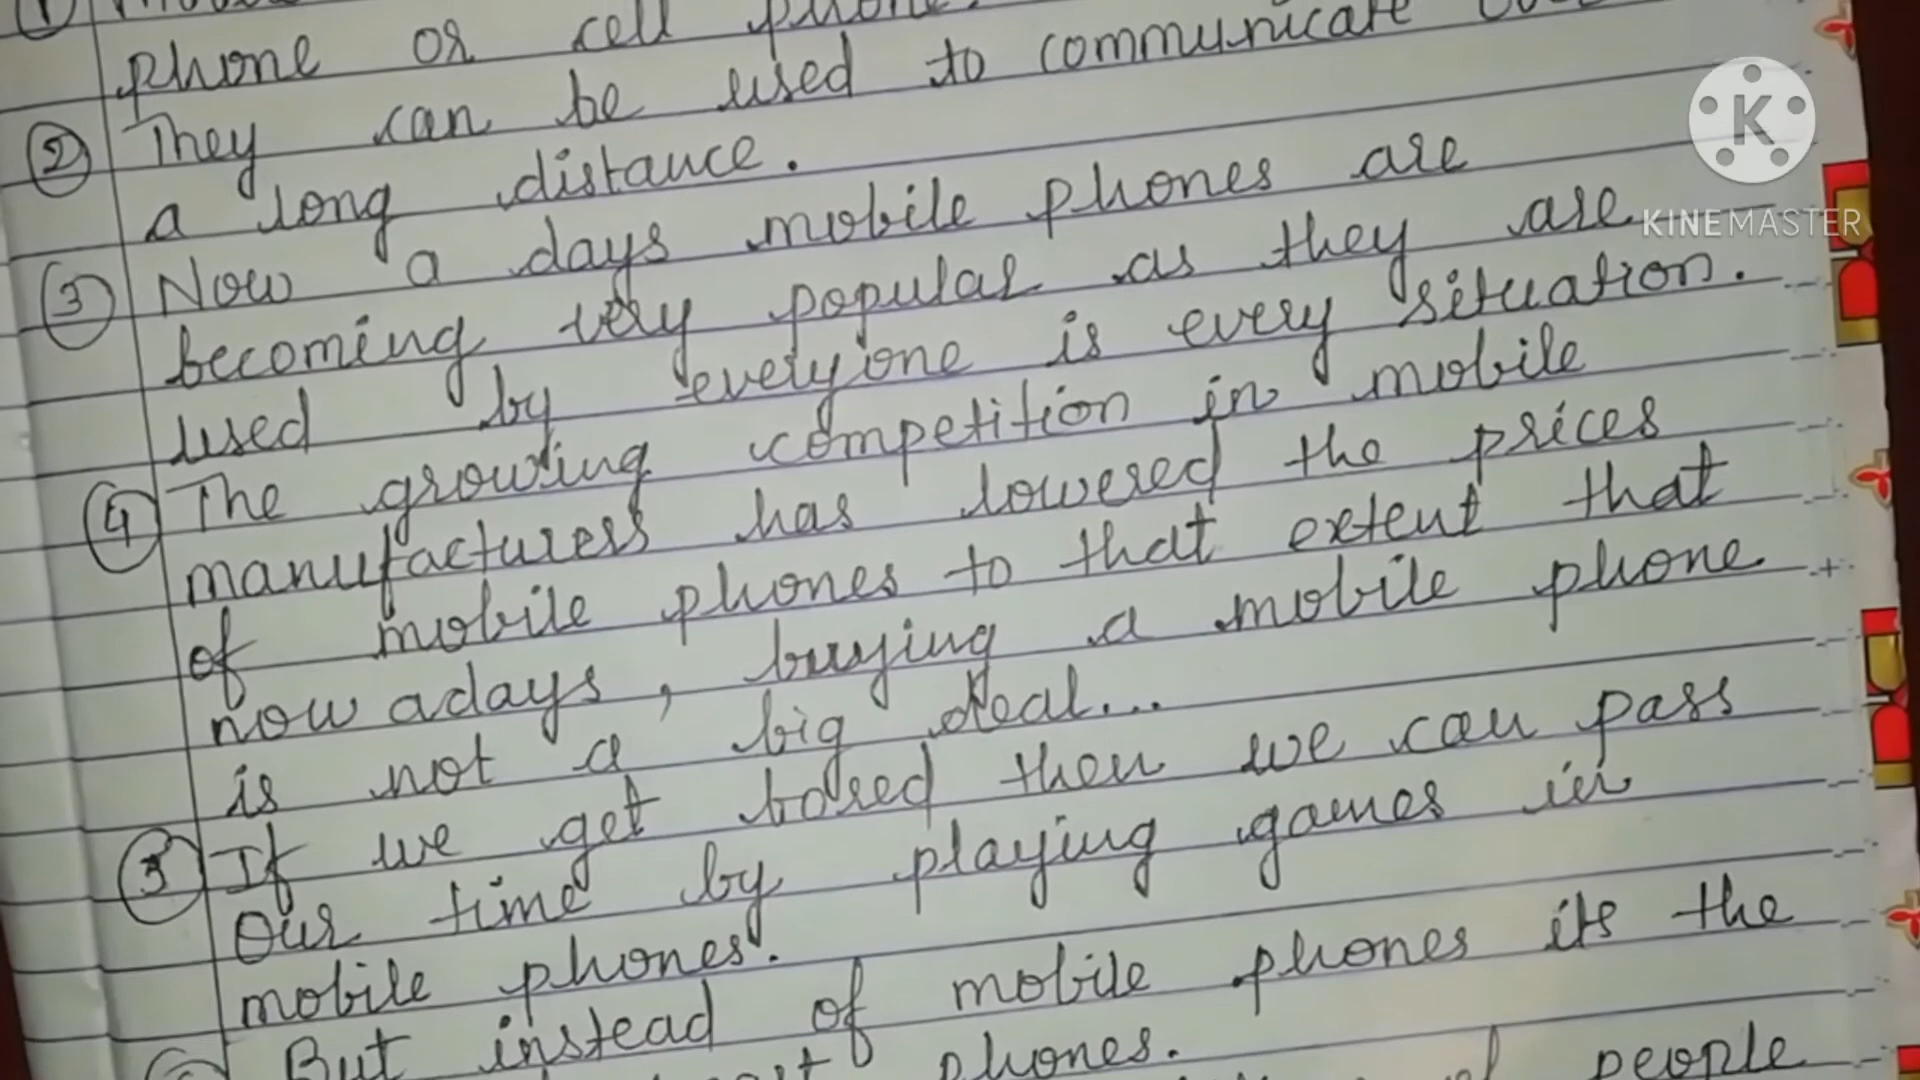 phone or cell phone.
② They can be used to communicate
a long distance.
③ Now a days mobile phones are
becoming very popular as they are
used by everyone is every situation.
④ The growing competition in mobile
manufacturers has lowered the prices
of mobile phones to that extent that
now adays, buying a mobile phone
is not a big deal...
⑤ If we get bored then we can pass
Our time by playing games in
mobile phones.
But instead of mobile phones its the
phones. people
K
KINEMASTER